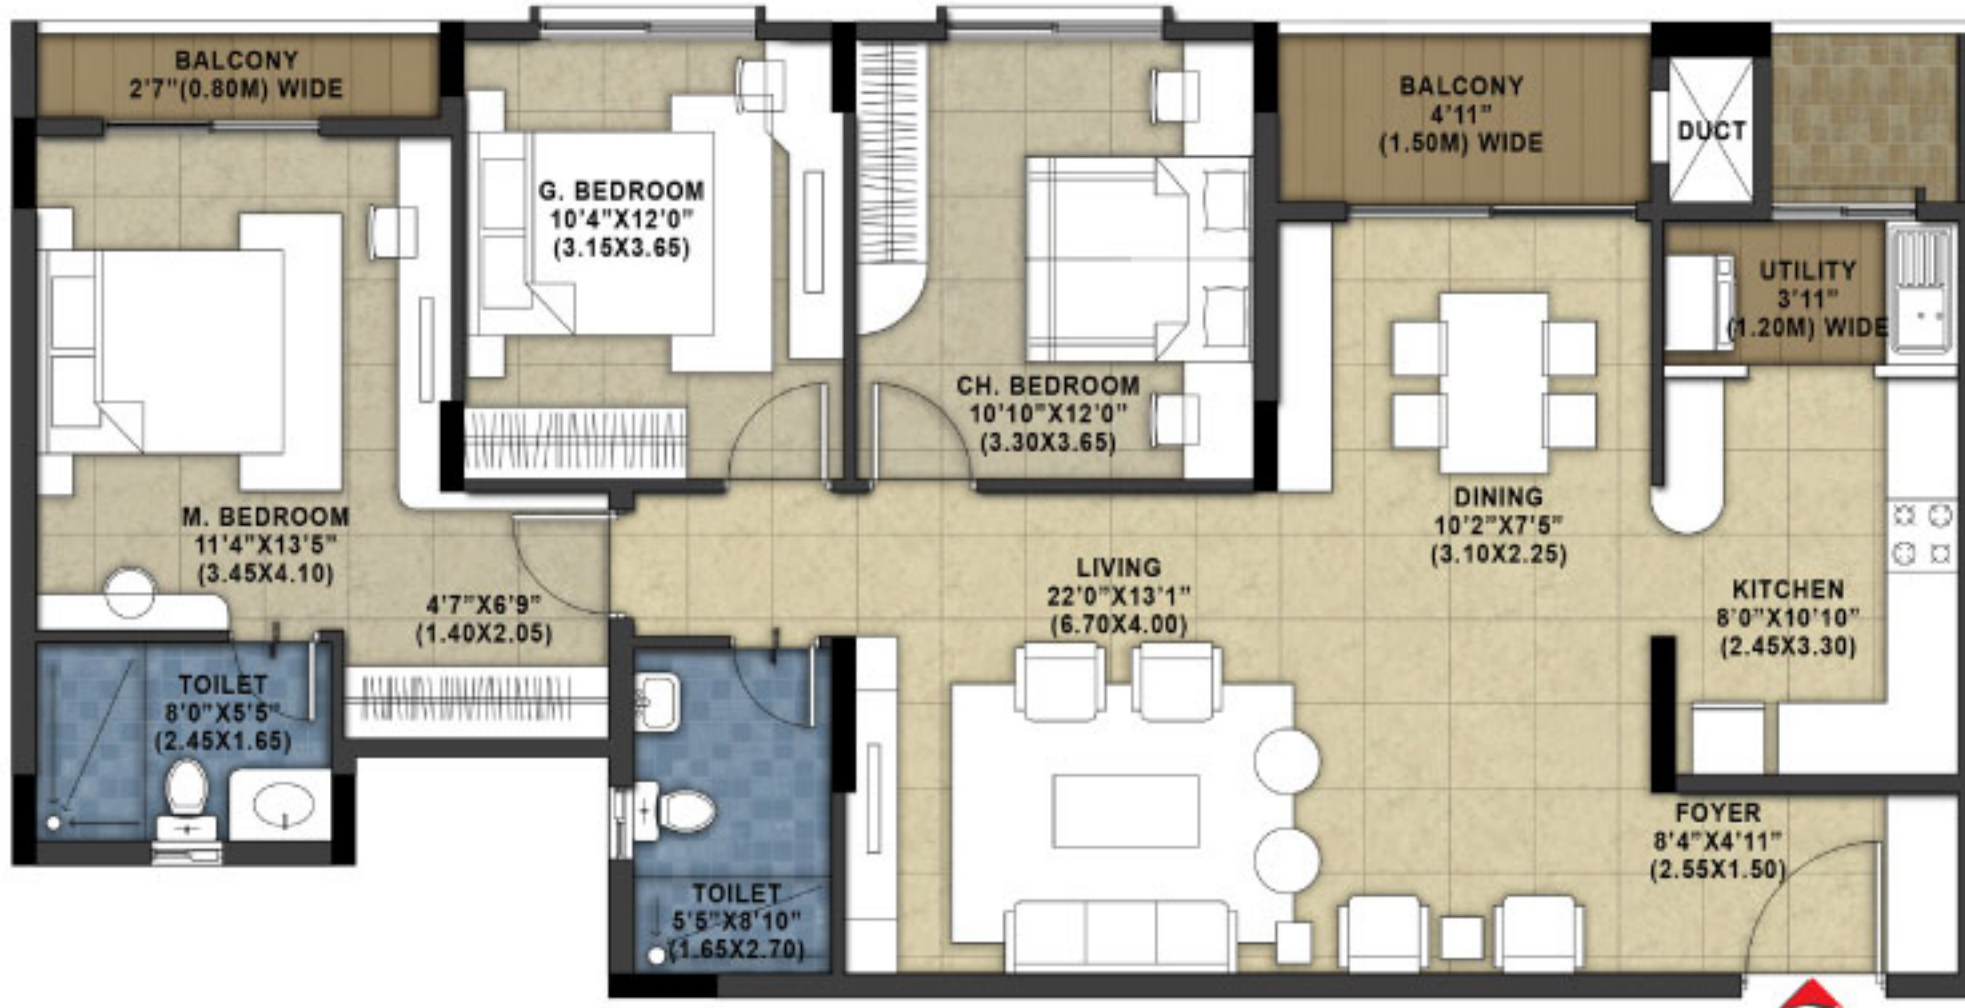 BALCONY
2'7"(0.80M) WIDE
G. BEDROOM
10'4"X12'0"
(3.15X3.65)
BALCONY
4'11"
(1.50M) WIDE
DUCT
UTILITY
3'11"
(1.20M) WIDE
CH. BEDROOM
10'10"X12'0"
(3.30X3.65)
M. BEDROOM
11'4"X13'5"
(3.45X4.10)
DINING
10'2"X7'5"
(3.10X2.25)
4'7"X6'9"
(1.40X2.05)
LIVING
22'0"X13'1"
(6.70X4.00)
KITCHEN
8'0"X10'10"
(2.45X3.30)
TOILET
8'0"X5'5"
(2.45X1.65)
FOYER
8'4"X4'11"
(2.55X1.50)
TOILET
5'5"X8'10"
(1.65X2.70)